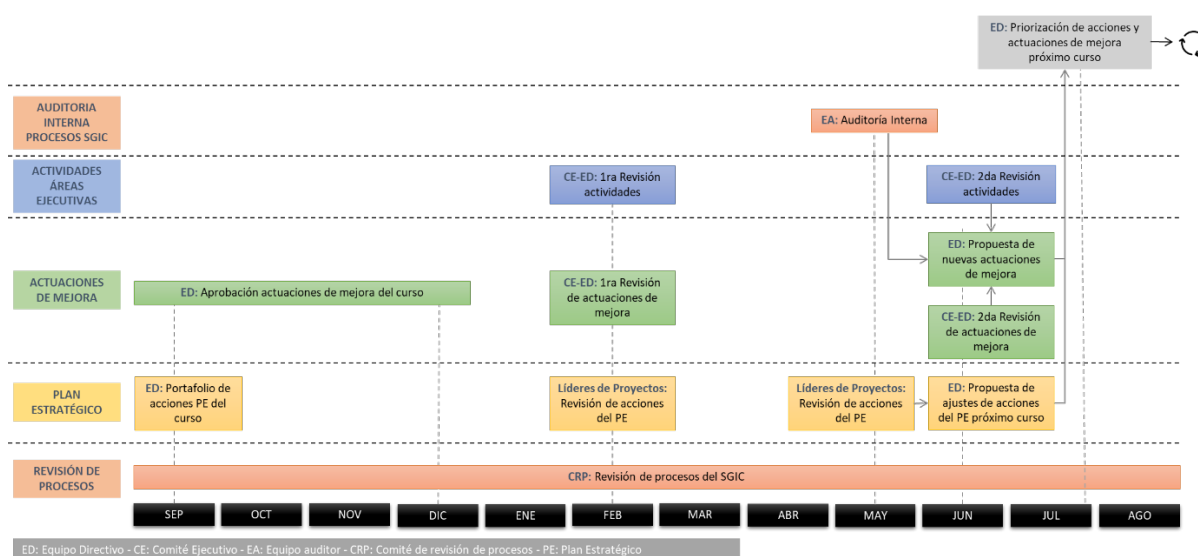 ED: Priorización de acciones y
actuaciones de mejora
próximo curso
AUDITORIA
INTERNA
PROCESOS SGIC
EA: Auditoría Interna
ACTIVIDADES
ÁREAS
EJECUTIVAS
CE-ED: 1ra Revisión
actividades
CE-ED: 2da Revisión
actividades
ED: Propuesta de
nuevas actuaciones
de mejora
ACTUACIONES
DE MEJORA
ED: Aprobación actuaciones de mejora del curso
CE-ED: 1ra Revisión
de actuaciones de
mejora
CE-ED: 2da Revisión
de actuaciones de
mejora
PLAN
ESTRATÉGICO
ED: Portafolio de
acciones PE del
curso
Líderes de Proyectos:
Revisión de acciones
del PE
Líderes de Proyectos:
Revisión de acciones
del PE
ED: Propuesta de
ajustes de acciones
del PE próximo curso
REVISIÓN DE
PROCESOS
CRP: Revisión de procesos del SGIC
SEP OCT NOV DIC ENE FEB MAR ABR MAY JUN JUL AGO
ED: Equipo Directivo - CE: Comité Ejecutivo - EA: Equipo auditor - CRP: Comité de revisión de procesos - PE: Plan Estratégico